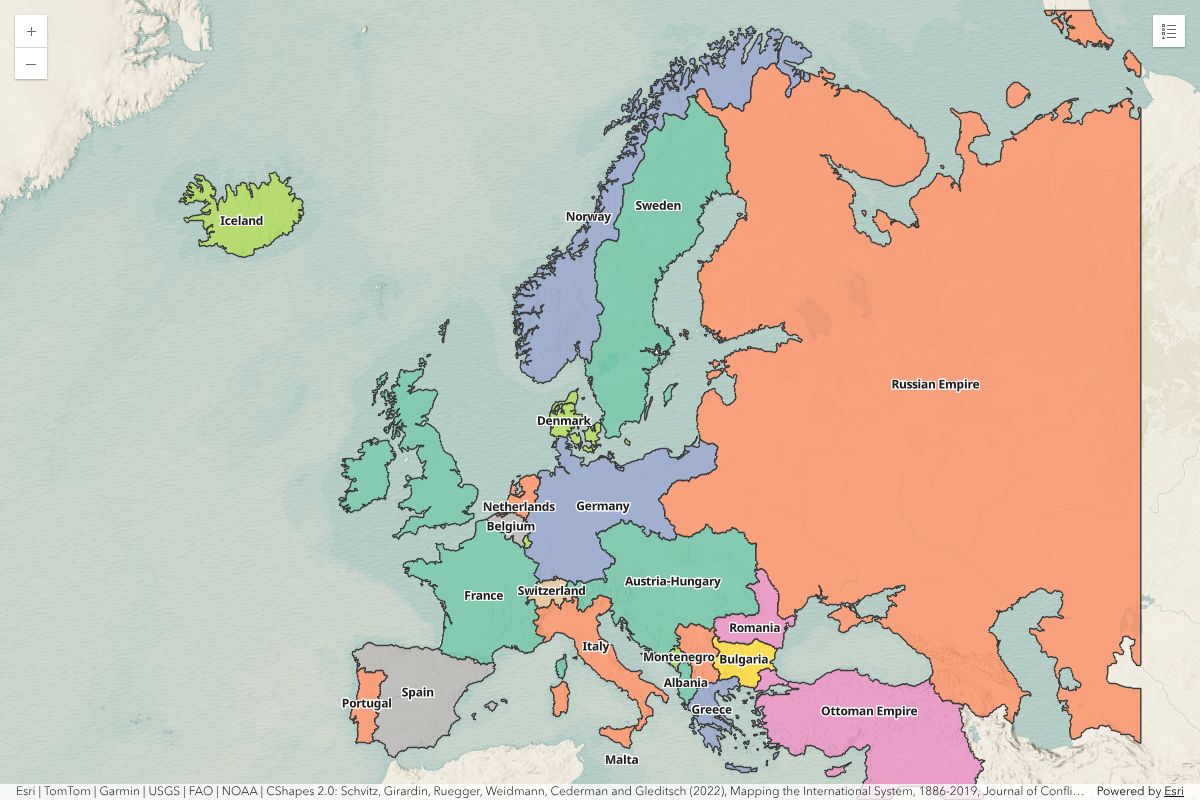 +
−
Iceland
Norway
Sweden
Russian Empire
Denmark
Netherlands
Germany
Belgium
Austria-Hungary
Switzerland
France
Romania
Italy
Montenegro
Bulgaria
Albania
Spain
Portugal
Greece
Ottoman Empire
Malta
Esri | TomTom | Garmin | USGS | FAO | NOAA | CShapes 2.0: Schvitz, Girardin, Ruegger, Weidmann, Cederman and Gleditsch (2022), Mapping the International System, 1886-2019, Journal of Confli... Powered by Esri